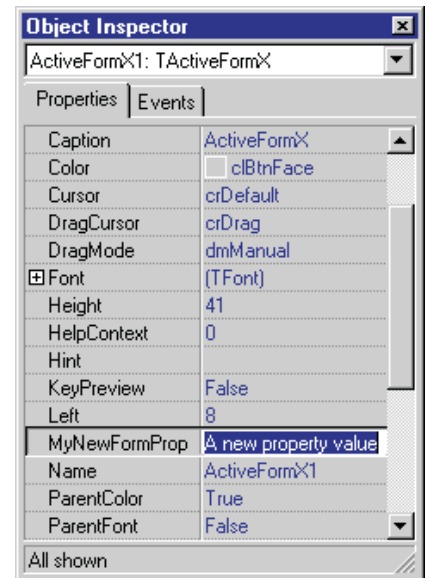 Object Inspector
ActiveFormX1: TActiveFormX
Properties Events
Caption ActiveFormX
Color clBtnFace
Cursor crDefault
DragCursor crDrag
DragMode dmManual
Font (TFont)
Height 41
HelpContext 0
Hint
KeyPreview False
Left 8
MyNewFormProp A new property value
Name ActiveFormX1
ParentColor True
ParentFont False
All shown